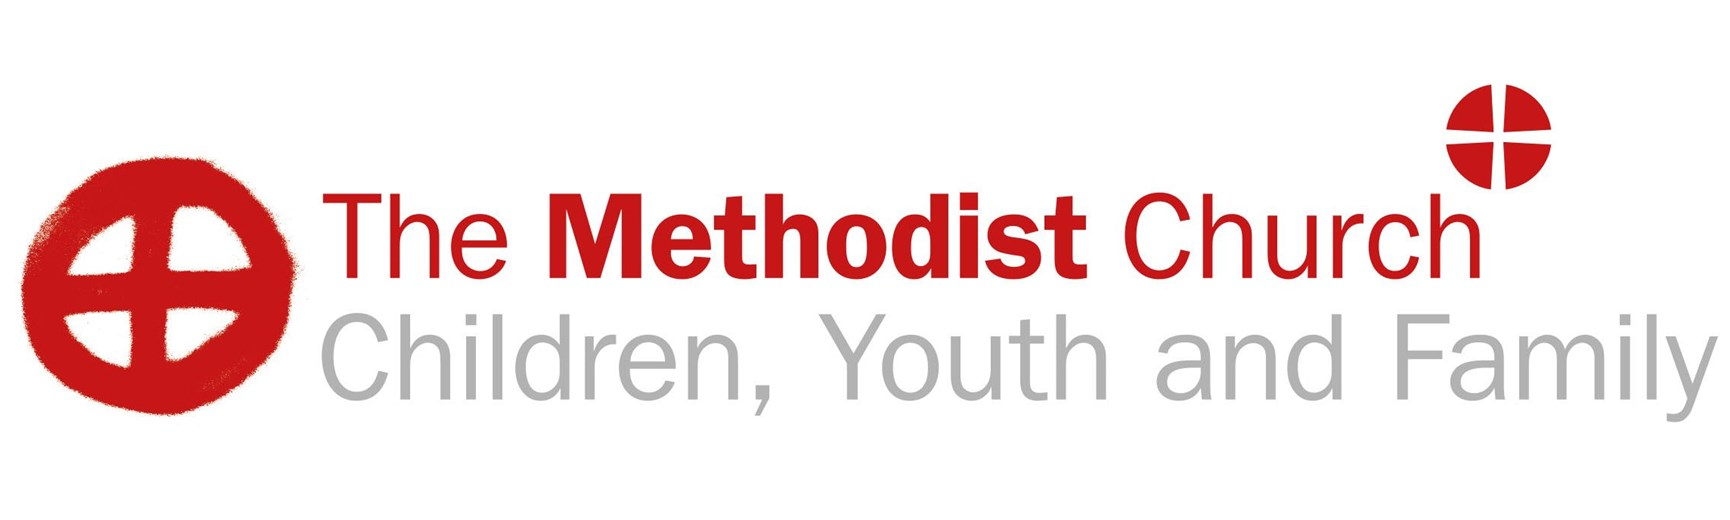 The Methodist Church
Children, Youth and Family